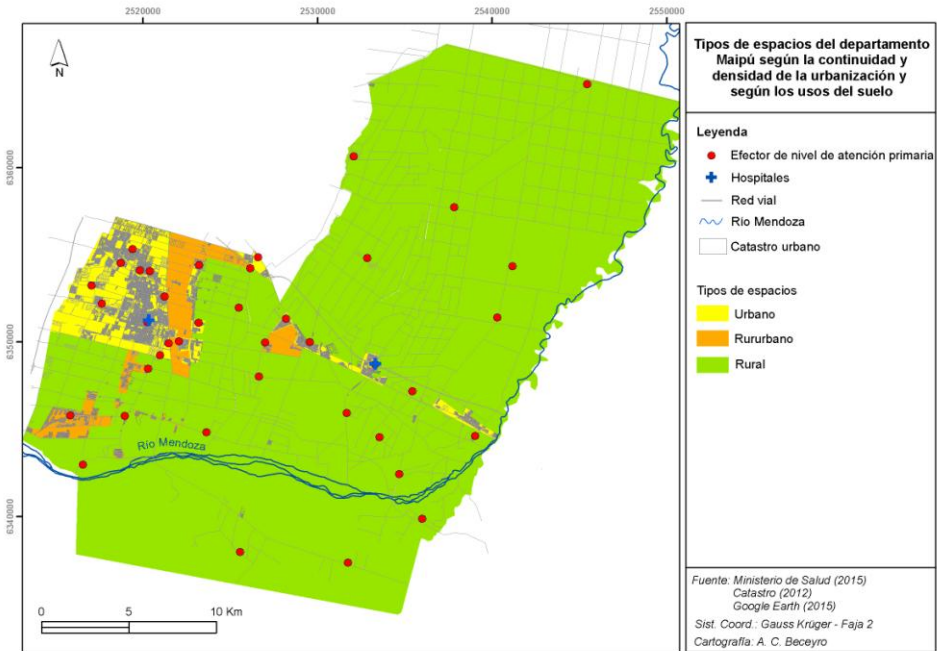 2520000
2530000
2540000
2550000
6360000
6350000
6340000
N
Río Mendoza
0 5 10 Km
Tipos de espacios del departamento
Maipú según la continuidad y
densidad de la urbanización y
según los usos del suelo
Leyenda
Efector de nivel de atención primaria
Hospitales
Red vial
Río Mendoza
Catastro urbano
Tipos de espacios
Urbano
Rururbano
Rural
Fuente: Ministerio de Salud (2015)
Catastro (2012)
Google Earth (2015)
Sist. Coord.: Gauss Krüger - Faja 2
Cartografía: A. C. Beceyro